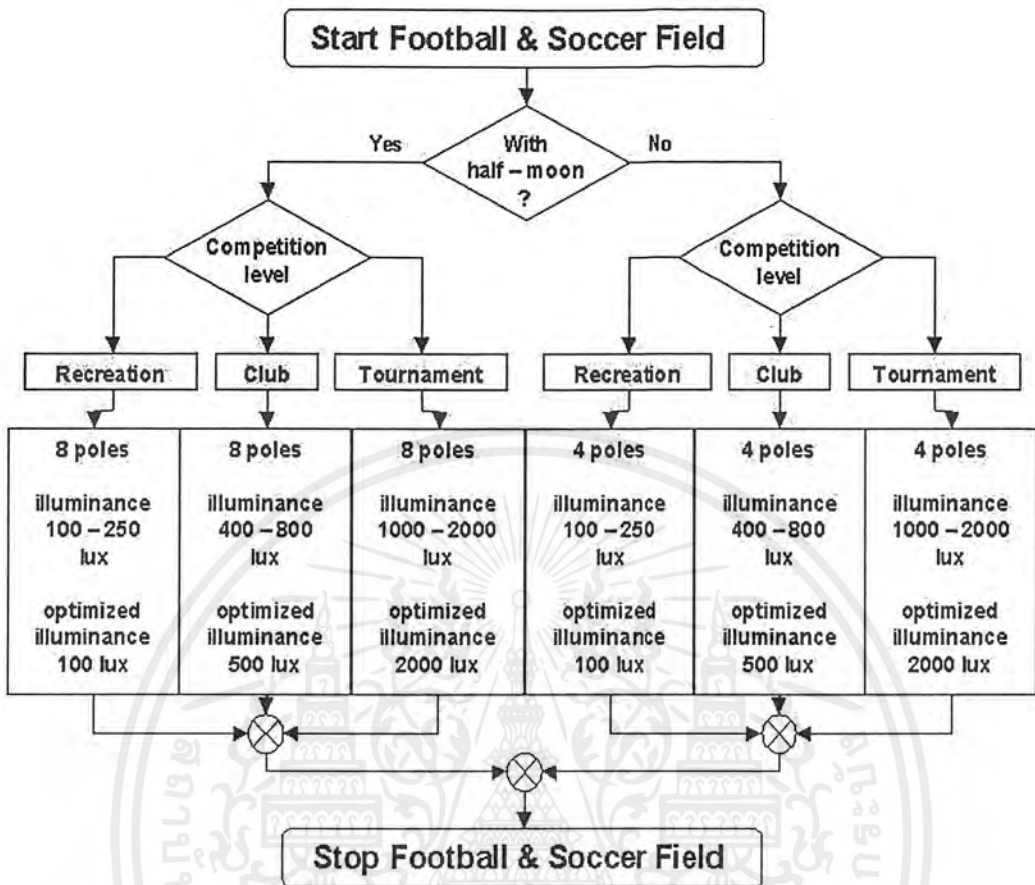 Start Football & Soccer Field
Yes
With
half – moon
?
No
Competition
level
Competition
level
Recreation
Club
Tournament
Recreation
Club
Tournament
8 poles
illuminance
100 – 250
lux
optimized
illuminance
100 lux
8 poles
illuminance
400 – 800
lux
optimized
illuminance
500 lux
8 poles
illuminance
1000 – 2000
lux
optimized
illuminance
2000 lux
4 poles
illuminance
100 – 250
lux
optimized
illuminance
100 lux
4 poles
illuminance
400 – 800
lux
optimized
illuminance
500 lux
4 poles
illuminance
1000 – 2000
lux
optimized
illuminance
2000 lux
Stop Football & Soccer Field